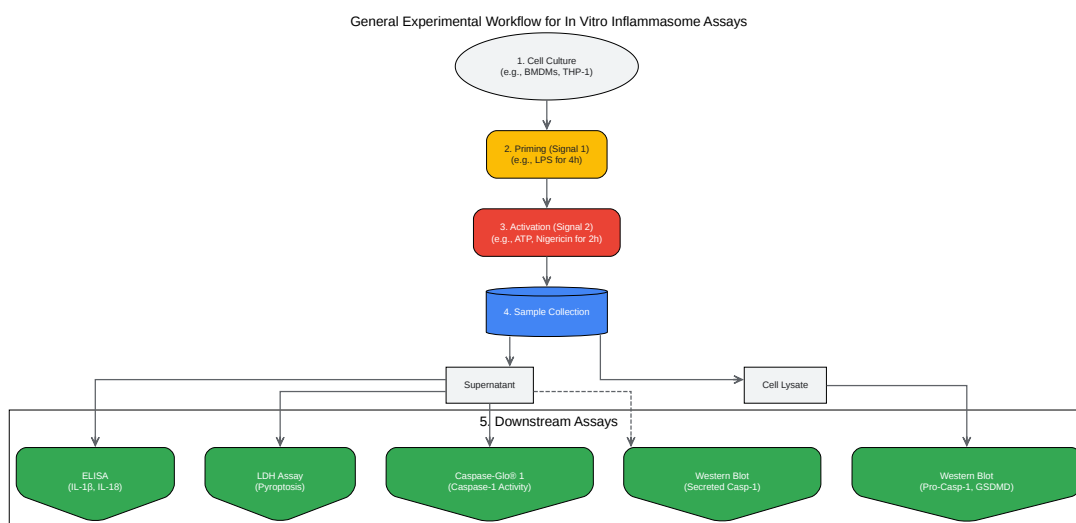 General Experimental Workflow for In Vitro Inflammasome Assays
1. Cell Culture
(e.g., BMDMs, THP-1)
2. Priming (Signal 1)
(e.g., LPS for 4h)
3. Activation (Signal 2)
(e.g., ATP, Nigericin for 2h)
4. Sample Collection
Supernatant
Cell Lysate
5. Downstream Assays
ELISA
(IL-1β, IL-18)
LDH Assay
(Pyroptosis)
Caspase-Glo® 1
(Caspase-1 Activity)
Western Blot
(Secreted Casp-1)
Western Blot
(Pro-Casp-1, GSDMD)